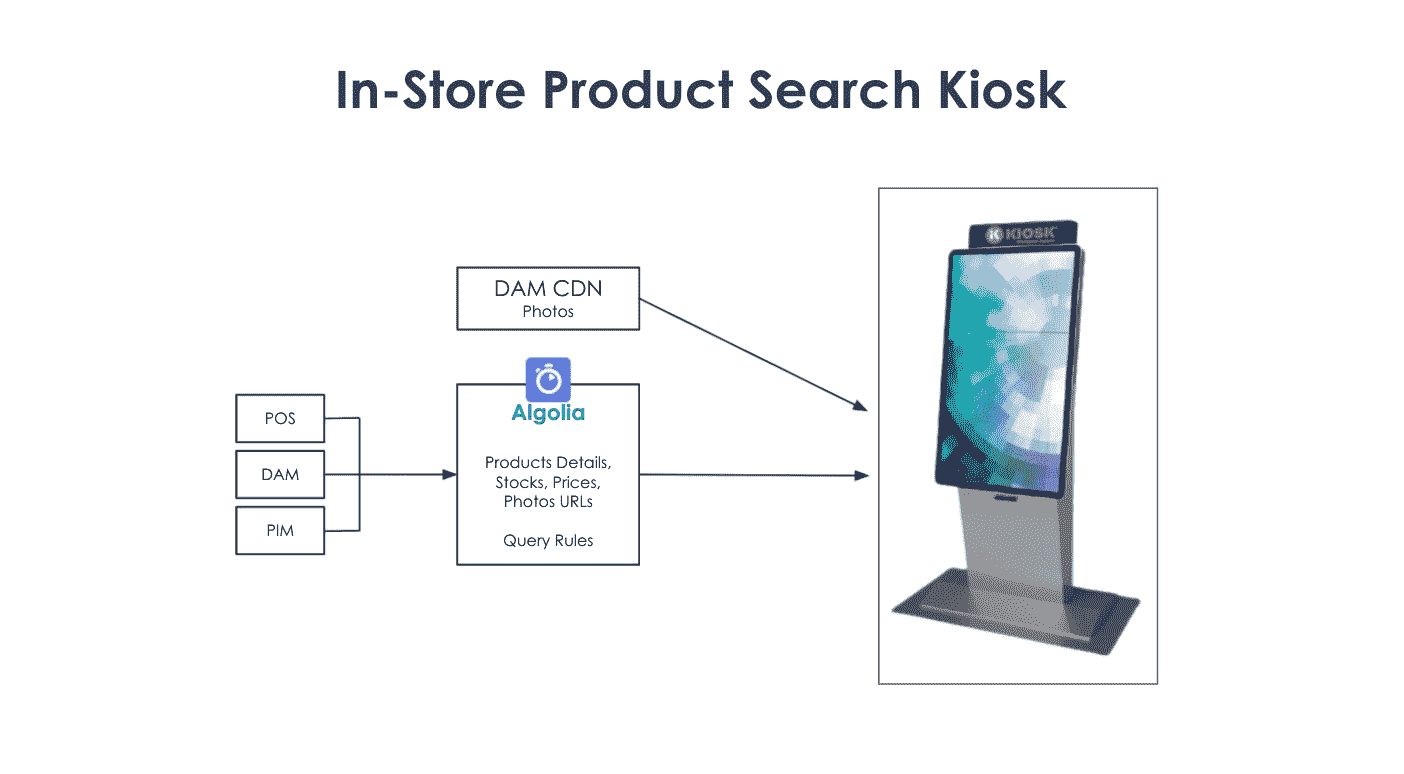 In-Store Product Search Kiosk
KIOSK
DAM CDN
Photos
Algolia
POS
DAM
PIM
Products Details,
Stocks, Prices,
Photos URLs
Query Rules